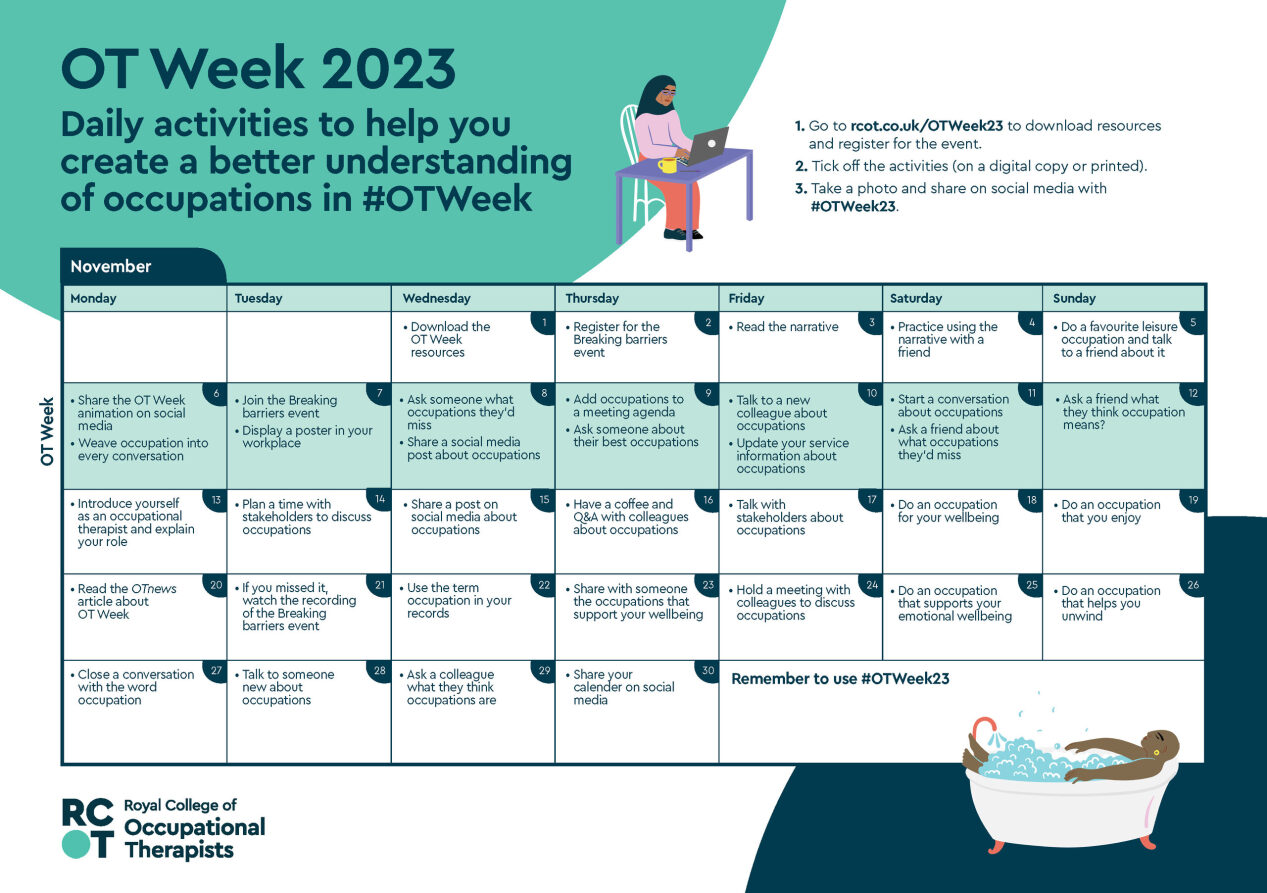 OT Week 2023
Daily activities to help you
create a better understanding
of occupations in #OTWeek
1. Go to rcot.co.uk/OTWeek23 to download resources
and register for the event.
2. Tick off the activities (on a digital copy or printed).
3. Take a photo and share on social media with
#OTWeek23.
November
Monday
Tuesday
Wednesday
Thursday
Friday
Saturday
Sunday
1
• Download the
OT Week
resources
2
• Register for the
Breaking barriers
event
3
• Read the narrative
4
• Practice using the
narrative with a
friend
5
• Do a favourite leisure
occupation and talk
to a friend about it
OT Week
6
• Share the OT Week
animation on social
media
• Weave occupation into
every conversation
7
• Join the Breaking
barriers event
• Display a poster in your
workplace
8
• Ask someone what
occupations they'd
miss
• Share a social media
post about occupations
9
• Add occupations to
a meeting agenda
• Ask someone about
their best occupations
10
• Talk to a new
colleague about
occupations
• Update your service
information about
occupations
11
• Start a conversation
about occupations
• Ask a friend about
what occupations
they'd miss
12
• Ask a friend what
they think occupation
means?
13
• Introduce yourself
as an occupational
therapist and explain
your role
14
• Plan a time with
stakeholders to discuss
occupations
15
• Share a post on
social media about
occupations
16
• Have a coffee and
Q&A with colleagues
about occupations
17
• Talk with
stakeholders about
occupations
18
• Do an occupation
for your wellbeing
19
• Do an occupation
that you enjoy
20
• Read the OTnews
article about
OT Week
21
• If you missed it,
watch the recording
of the Breaking
barriers event
22
• Use the term
occupation in your
records
23
• Share with someone
the occupations that
support your wellbeing
24
• Hold a meeting with
colleagues to discuss
occupations
25
• Do an occupation
that supports your
emotional wellbeing
26
• Do an occupation
that helps you
unwind
27
• Close a conversation
with the word
occupation
28
• Talk to someone
new about
occupations
29
• Ask a colleague
what they think
occupations are
30
• Share your
calender on social
media
Remember to use #OTWeek23
RC
OT
Royal College of
Occupational
Therapists